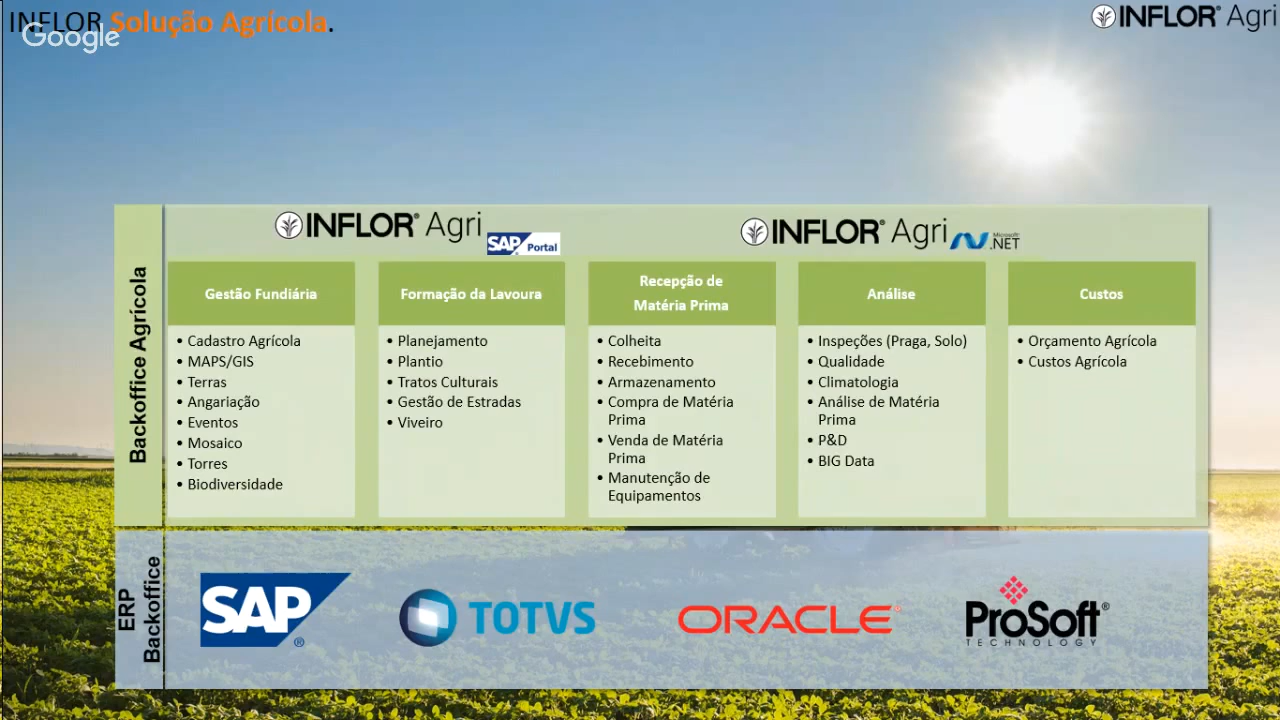 INFLOR Solução Agrícola.
Google
INFLOR® Agri
Backoffice Agrícola
INFLOR® Agri
SAP Portal
INFLOR® Agri
Microsoft
.NET
Gestão Fundiária
• Cadastro Agrícola
• MAPS/GIS
• Terras
• Angariação
• Eventos
• Mosaico
• Torres
• Biodiversidade
Formação da Lavoura
• Planejamento
• Plantio
• Tratos Culturais
• Gestão de Estradas
• Viveiro
Recepção de
Matéria Prima
• Colheita
• Recebimento
• Armazenamento
• Compra de Matéria
Prima
• Venda de Matéria
Prima
• Manutenção de
Equipamentos
Análise
• Inspeções (Praga, Solo)
• Qualidade
• Climatologia
• Análise de Matéria
Prima
• P&D
• BIG Data
Custos
• Orçamento Agrícola
• Custos Agrícola
ERP
Backoffice
SAP®
TOTVS
ORACLE®
ProSoft®
TECHNOLOGY